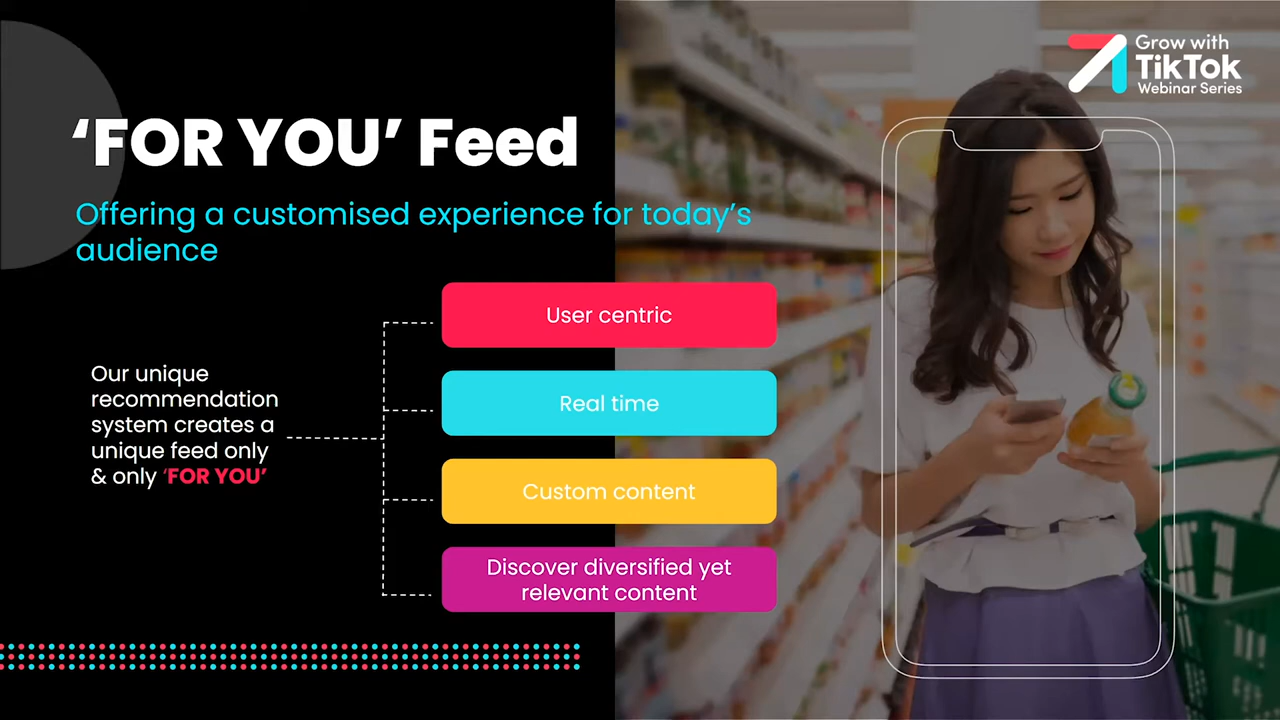 Grow with
TikTok
Webinar Series
‘FOR YOU’ Feed
Offering a customised experience for today’s
audience
Our unique
recommendation
system creates a
unique feed only
& only ‘FOR YOU’
User centric
Real time
Custom content
Discover diversified yet
relevant content